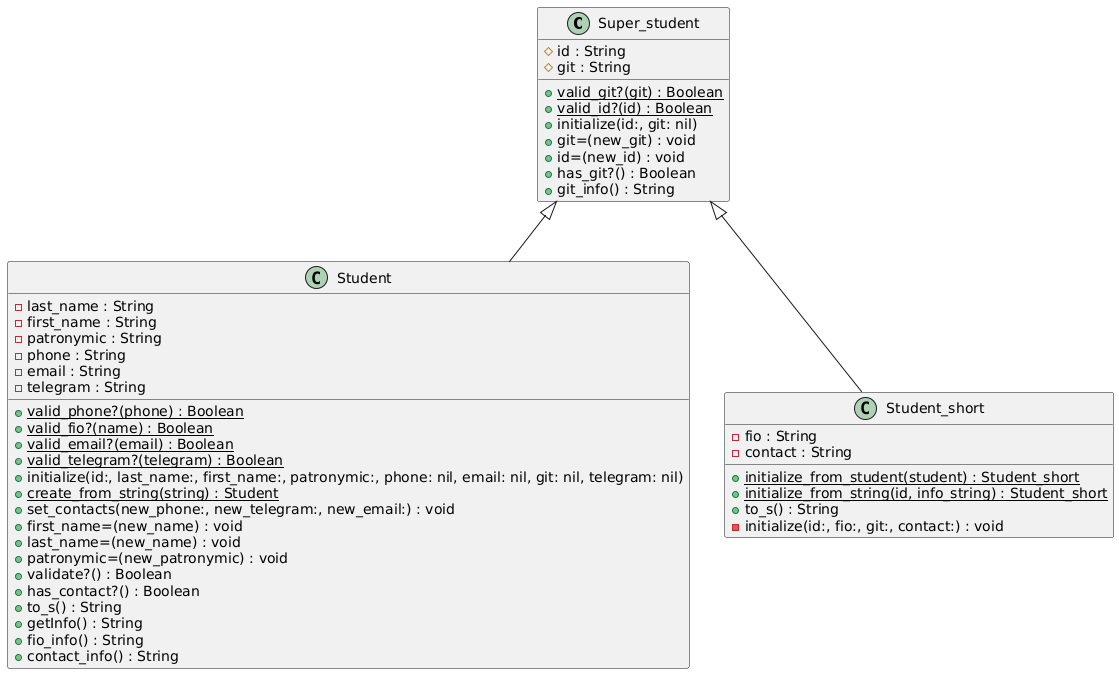 C Super_student
id : String
git : String
valid_git?(git) : Boolean
valid_id?(id) : Boolean
initialize(id:, git: nil)
git=(new_git) : void
id=(new_id) : void
has_git?() : Boolean
git_info() : String
C Student
last_name : String
first_name : String
patronymic : String
phone : String
email : String
telegram : String
valid_phone?(phone) : Boolean
valid_fio?(name) : Boolean
valid_email?(email) : Boolean
valid_telegram?(telegram) : Boolean
initialize(id:, last_name:, first_name:, patronymic:, phone: nil, email: nil, git: nil, telegram: nil)
create_from_string(string) : Student
set_contacts(new_phone:, new_telegram:, new_email:) : void
first_name=(new_name) : void
last_name=(new_name) : void
patronymic=(new_patronymic) : void
validate?() : Boolean
has_contact?() : Boolean
to_s() : String
getInfo() : String
fio_info() : String
contact_info() : String
C Student_short
fio : String
contact : String
initialize_from_student(student) : Student_short
initialize_from_string(id, info_string) : Student_short
to_s() : String
initialize(id:, fio:, git:, contact:) : void